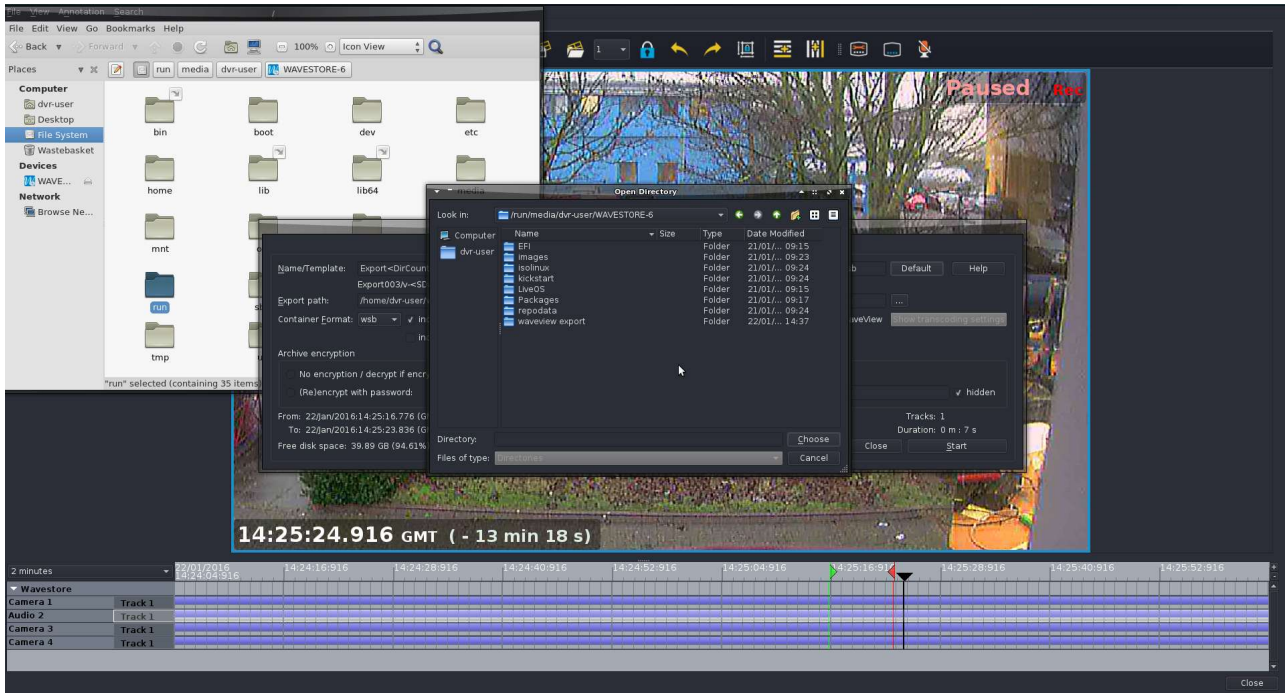 File View Annotation Search
File Edit View Go Bookmarks Help
Back Forward 100% Icon View
1
Places run media dvr-user WAVESTORE-6
Computer
dvr-user
Desktop
File System
Wastebasket
Devices
WAVE...
Network
Browse Ne...
bin boot dev etc
home lib lib64 media
mnt
run
tmp
"run" selected (containing 35 items
Paused Rec
Open Directory
Look in: /run/media/dvr-user/WAVESTORE-6
Computer
dvr-user
Name Size Type Date Modified
EFI Folder 21/01/... 09:15
images Folder 21/01/... 09:23
isolinux Folder 21/01/... 09:24
kickstart Folder 21/01/... 09:24
LiveOS Folder 21/01/... 09:15
Packages Folder 21/01/... 09:17
repodata Folder 21/01/... 09:24
waveview export Folder 22/01/... 14:37
Directory: Choose
Files of type: Directories Cancel
Name/Template: Export<DirCount Default Help
Export003/v-<SD
Export path: /home/dvr-user/ ...
Container Format: wsb Show transcoding settings
Archive encryption
No encryption / decrypt if encr
(Re)encrypt with password: hidden
From: 22/Jan/2016:14:25:16.776 (G Tracks: 1
To: 22/Jan/2016:14:25:23.836 (G Duration: 0 m : 7 s
Free disk space: 39.89 GB (94.61% Close Start
14:25:24.916 GMT ( - 13 min 18 s)
2 minutes 22/01/2016 14:24:16:916 14:24:28:916 14:24:40:916 14:24:52:916 14:25:04:916 14:25:16:91 14:25:28:916 14:25:40:916 14:25:52:916
14:24:04:916
Wavestore
Camera 1 Track 1
Audio 2 Track 1
Camera 3 Track 1
Camera 4 Track 1
Close